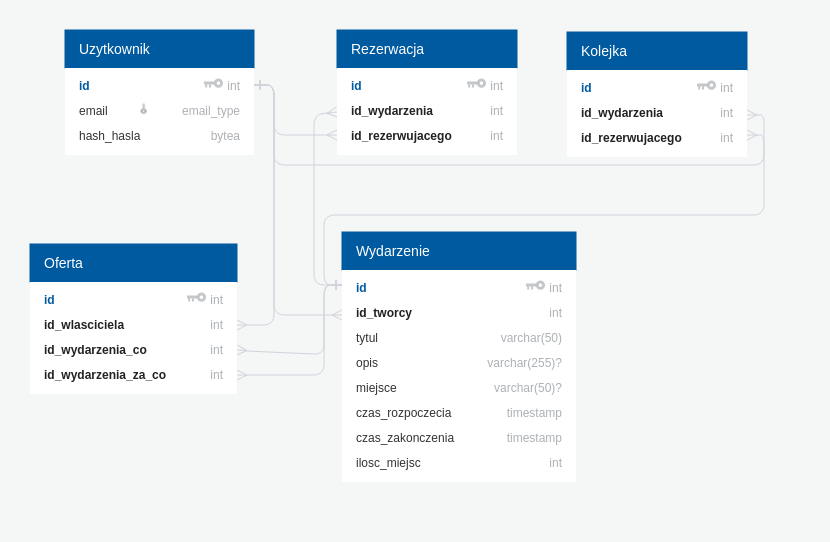 Uzytkownik
id int
email email_type
hash_hasla bytea
Rezerwacja
id int
id_wydarzenia int
id_rezerwujacego int
Kolejka
id int
id_wydarzenia int
id_rezerwujacego int
Oferta
id int
id_wlasciciela int
id_wydarzenia_co int
id_wydarzenia_za_co int
Wydarzenie
id int
id_tworcy int
tytul varchar(50)
opis varchar(255)?
miejsce varchar(50)?
czas_rozpoczecia timestamp
czas_zakonczenia timestamp
ilosc_miejsc int